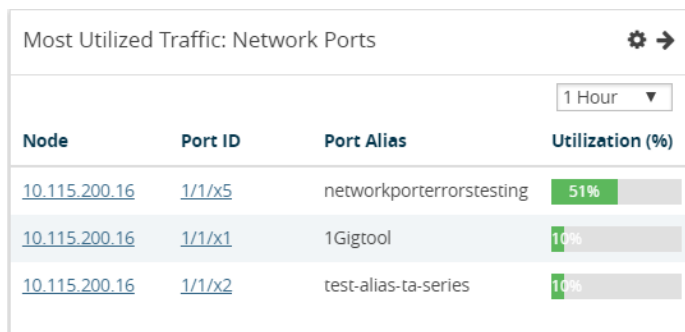 Most Utilized Traffic: Network Ports
1 Hour
Node Port ID Port Alias Utilization (%)
10.115.200.16 1/1/x5 networkporterrorstesting 51%
10.115.200.16 1/1/x1 1Gigtool 10%
10.115.200.16 1/1/x2 test-alias-ta-series 10%